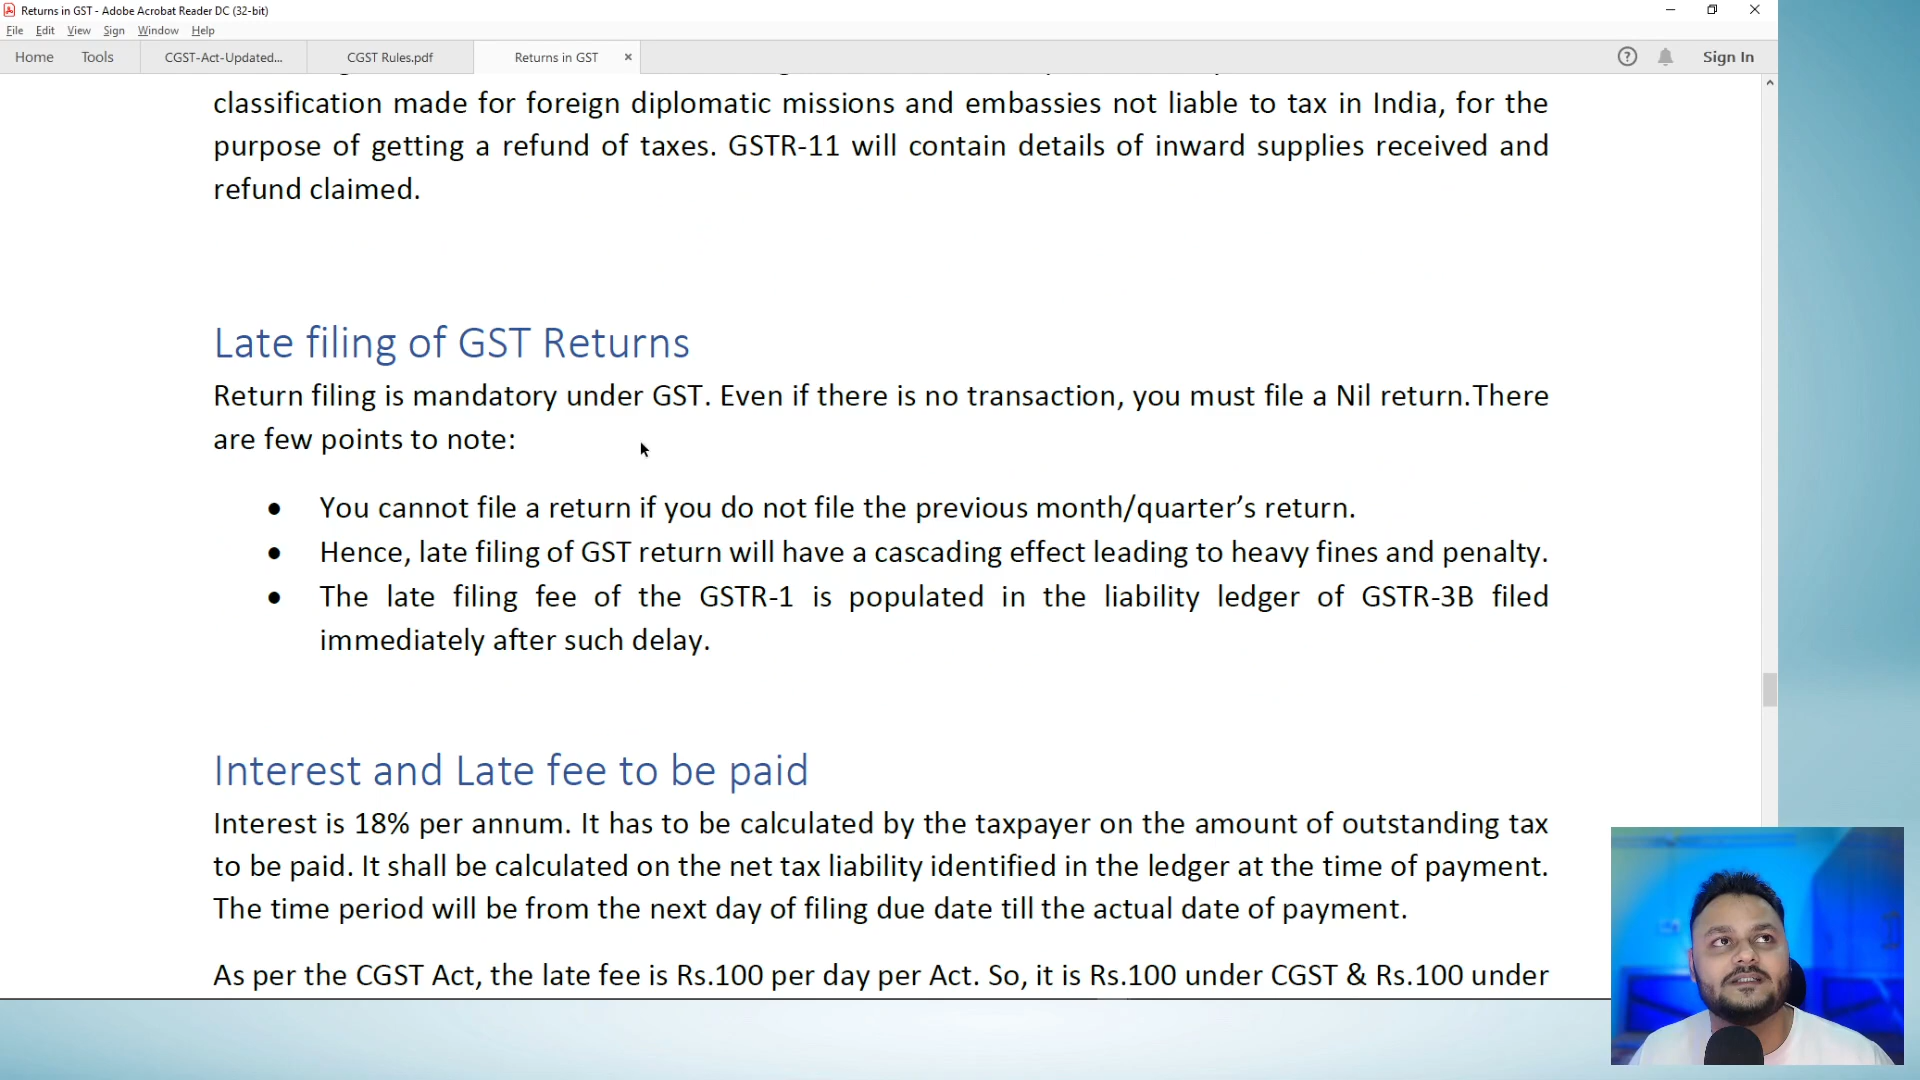 Returns in GST - Adobe Acrobat Reader DC (32-bit)
File Edit View Sign Window Help
Home Tools CGST-Act-Updated... CGST Rules.pdf Returns in GST × Sign In
classification made for foreign diplomatic missions and embassies not liable to tax in India, for the
purpose of getting a refund of taxes. GSTR-11 will contain details of inward supplies received and
refund claimed.
Late filing of GST Returns
Return filing is mandatory under GST. Even if there is no transaction, you must file a Nil return.There
are few points to note:
● You cannot file a return if you do not file the previous month/quarter’s return.
● Hence, late filing of GST return will have a cascading effect leading to heavy fines and penalty.
● The late filing fee of the GSTR-1 is populated in the liability ledger of GSTR-3B filed
immediately after such delay.
Interest and Late fee to be paid
Interest is 18% per annum. It has to be calculated by the taxpayer on the amount of outstanding tax
to be paid. It shall be calculated on the net tax liability identified in the ledger at the time of payment.
The time period will be from the next day of filing due date till the actual date of payment.
As per the CGST Act, the late fee is Rs.100 per day per Act. So, it is Rs.100 under CGST & Rs.100 under